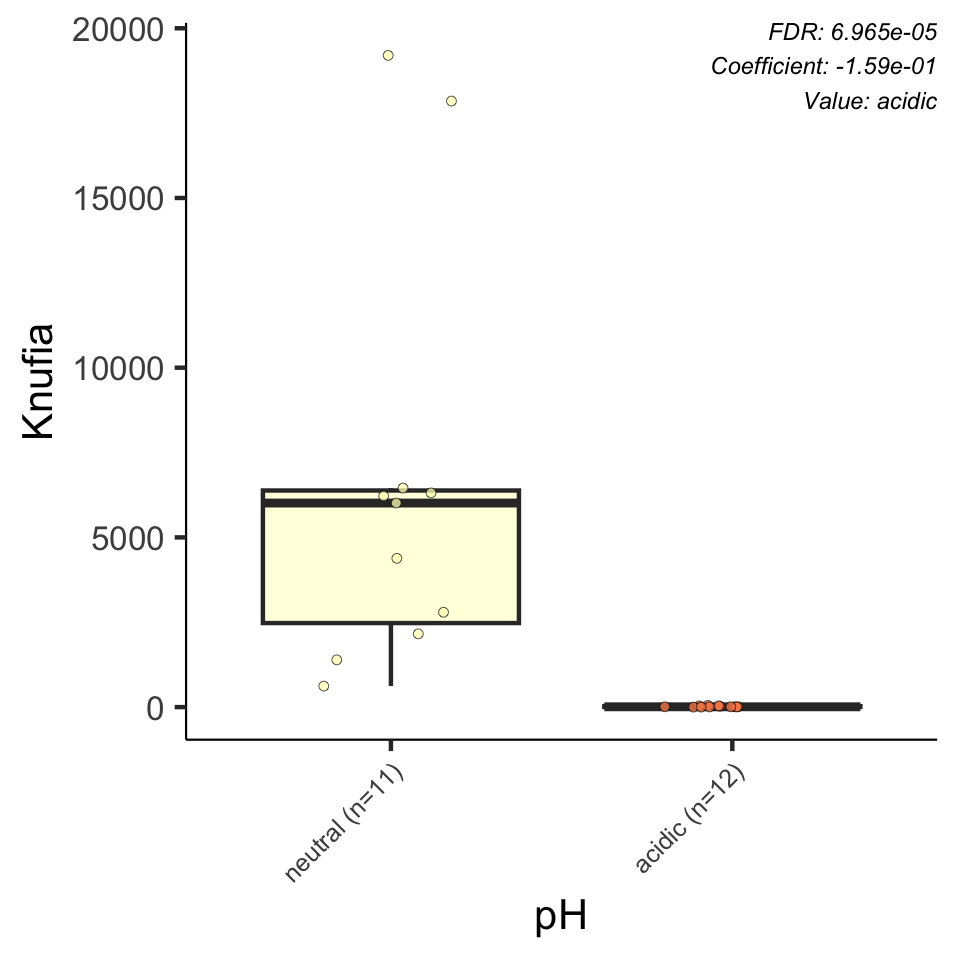 FDR: 6.965e-05
Coefficient: -1.59e-01
Value: acidic
20000
15000
10000
5000
0
Knufia
neutral (n=11)
acidic (n=12)
pH